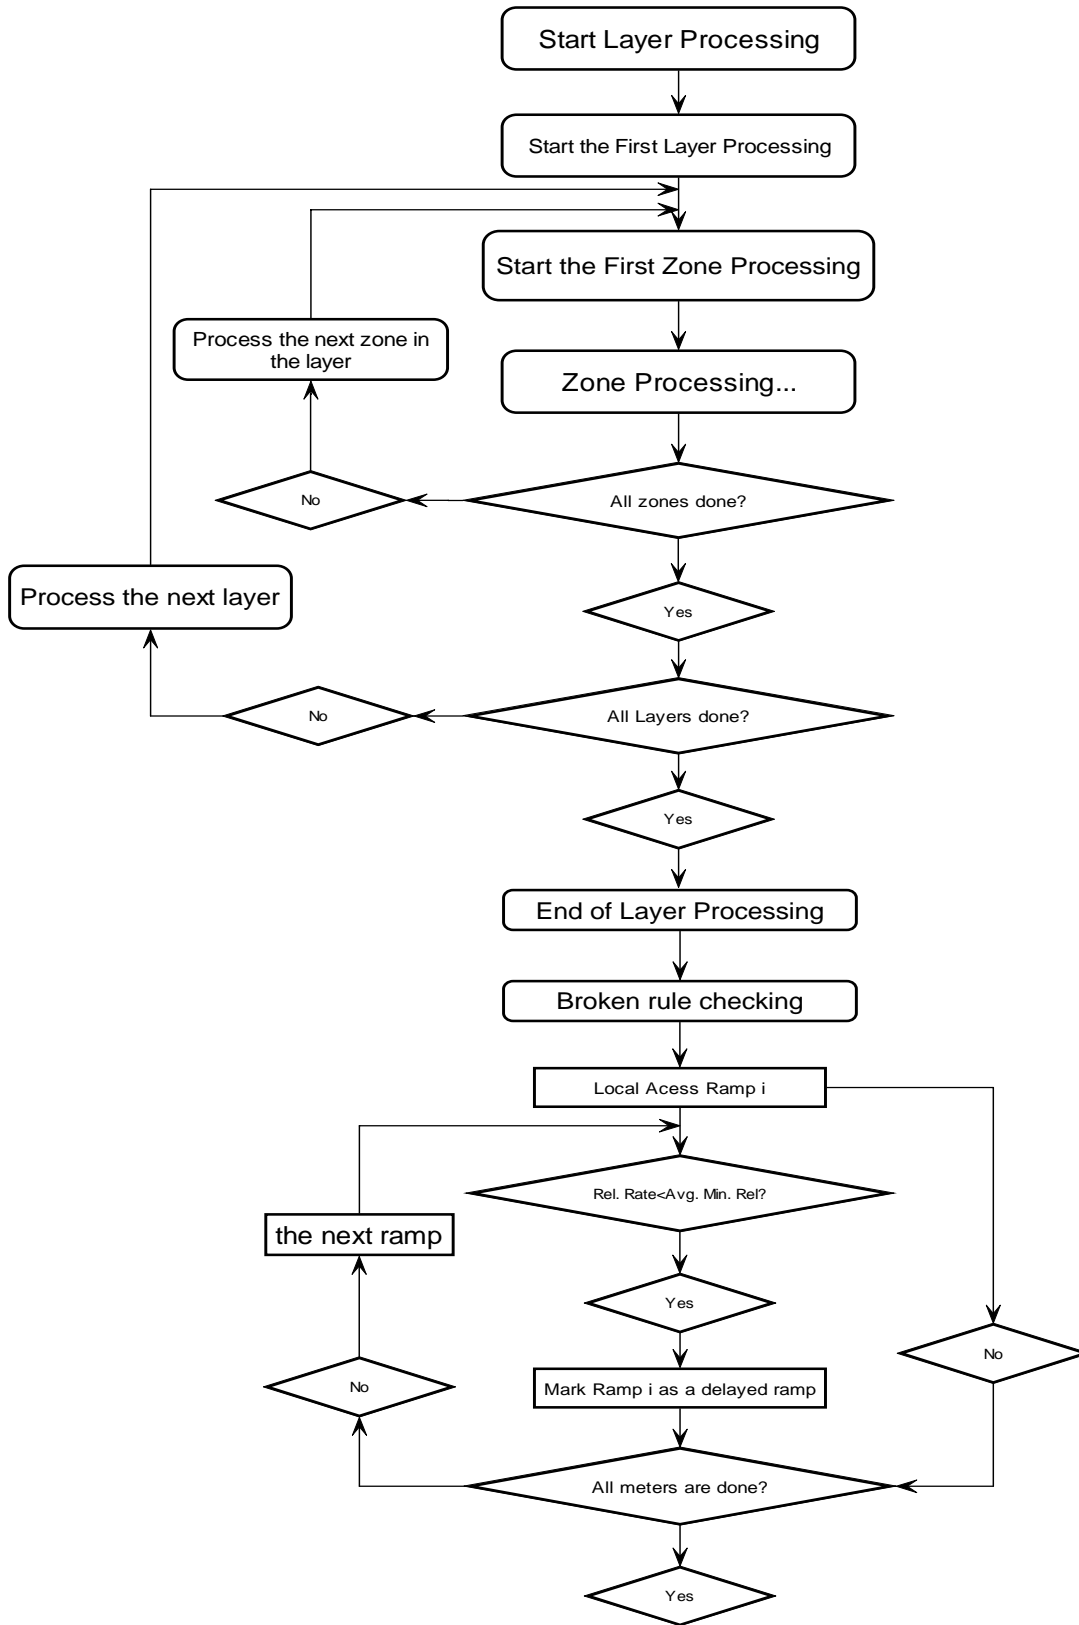 Start Layer Processing
Start the First Layer Processing
Start the First Zone Processing
Process the next zone in
the layer
Zone Processing...
All zones done?
No
Yes
Process the next layer
All Layers done?
No
Yes
End of Layer Processing
Broken rule checking
Local Acess Ramp i
Rel. Rate<Avg. Min. Rel?
the next ramp
Yes
No
Mark Ramp i as a delayed ramp
No
All meters are done?
Yes